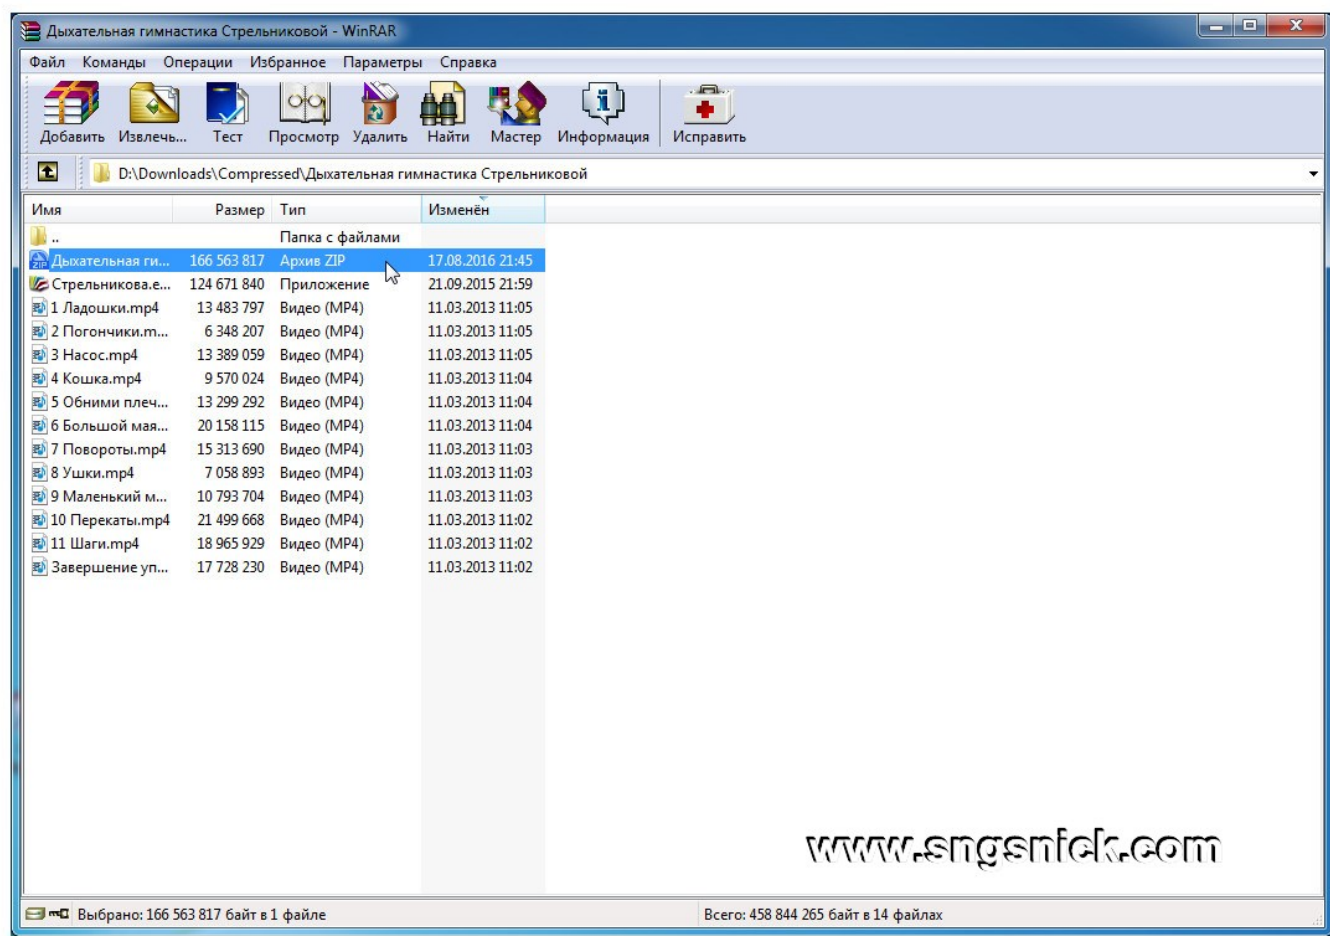 Дыхательная гимнастика Стрельниковой - WinRAR
Файл Команды Операции Избранное Параметры Справка
Добавить Извлечь... Тест Просмотр Удалить Найти Мастер Информация Исправить
D:\Downloads\Compressed\Дыхательная гимнастика Стрельниковой
Имя Размер Тип Изменён
.. Папка с файлами
ZIP Дыхательная ги... 166 563 817 Архив ZIP 17.08.2016 21:45
Стрельникова.е... 124 671 840 Приложение 21.09.2015 21:59
1 Ладошки.mp4 13 483 797 Видео (MP4) 11.03.2013 11:05
2 Погончики.m... 6 348 207 Видео (MP4) 11.03.2013 11:05
3 Насос.mp4 13 389 059 Видео (MP4) 11.03.2013 11:05
4 Кошка.mp4 9 570 024 Видео (MP4) 11.03.2013 11:04
5 Обними плеч... 13 299 292 Видео (MP4) 11.03.2013 11:04
6 Большой мая... 20 158 115 Видео (MP4) 11.03.2013 11:04
7 Повороты.mp4 15 313 690 Видео (MP4) 11.03.2013 11:03
8 Ушки.mp4 7 058 893 Видео (MP4) 11.03.2013 11:03
9 Маленький м... 10 793 704 Видео (MP4) 11.03.2013 11:03
10 Перекаты.mp4 21 499 668 Видео (MP4) 11.03.2013 11:02
11 Шаги.mp4 18 965 929 Видео (MP4) 11.03.2013 11:02
Завершение уп... 17 728 230 Видео (MP4) 11.03.2013 11:02
www.sngsnick.com
Выбрано: 166 563 817 байт в 1 файле Всего: 458 844 265 байт в 14 файлах